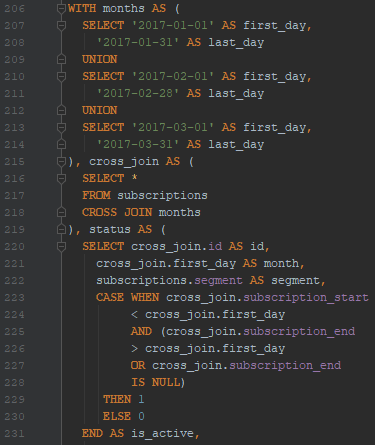 206 WITH months AS (
207 SELECT '2017-01-01' AS first_day,
208 '2017-01-31' AS last_day
209 UNION
210 SELECT '2017-02-01' AS first_day,
211 '2017-02-28' AS last_day
212 UNION
213 SELECT '2017-03-01' AS first_day,
214 '2017-03-31' AS last_day
215 ), cross_join AS (
216 SELECT *
217 FROM subscriptions
218 CROSS JOIN months
219 ), status AS (
220 SELECT cross_join.id AS id,
221 cross_join.first_day AS month,
222 subscriptions.segment AS segment,
223 CASE WHEN cross_join.subscription_start
224 < cross_join.first_day
225 AND (cross_join.subscription_end
226 > cross_join.first_day
227 OR cross_join.subscription_end
228 IS NULL)
229 THEN 1
230 ELSE 0
231 END AS is_active,